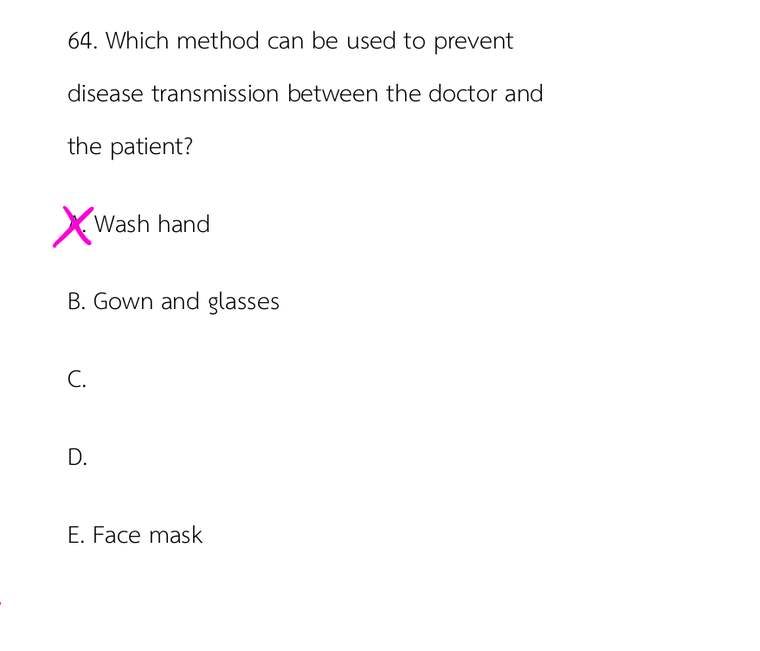 64. Which method can be used to prevent
disease transmission between the doctor and
the patient?
A. Wash hand
B. Gown and glasses
C.
D.
E. Face mask